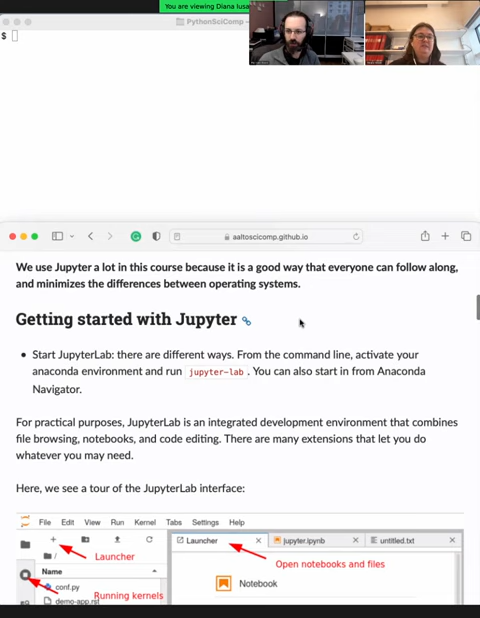 You are viewing Diana Iusa
PythonSciComp —
$
aaltoscicomp.github.io
We use Jupyter a lot in this course because it is a good way that everyone can follow along,
and minimizes the differences between operating systems.
Getting started with Jupyter
• Start JupyterLab: there are different ways. From the command line, activate your
anaconda environment and run jupyter-lab . You can also start in from Anaconda
Navigator.
For practical purposes, JupyterLab is an integrated development environment that combines
file browsing, notebooks, and code editing. There are many extensions that let you do
whatever you may need.
Here, we see a tour of the JupyterLab interface:
File Edit View Run Kernel Tabs Settings Help
Launcher jupyter.ipynb untitled.txt
Launcher
Open notebooks and files
/
Name
Notebook
conf.py
Running kernels
demo-app.rst